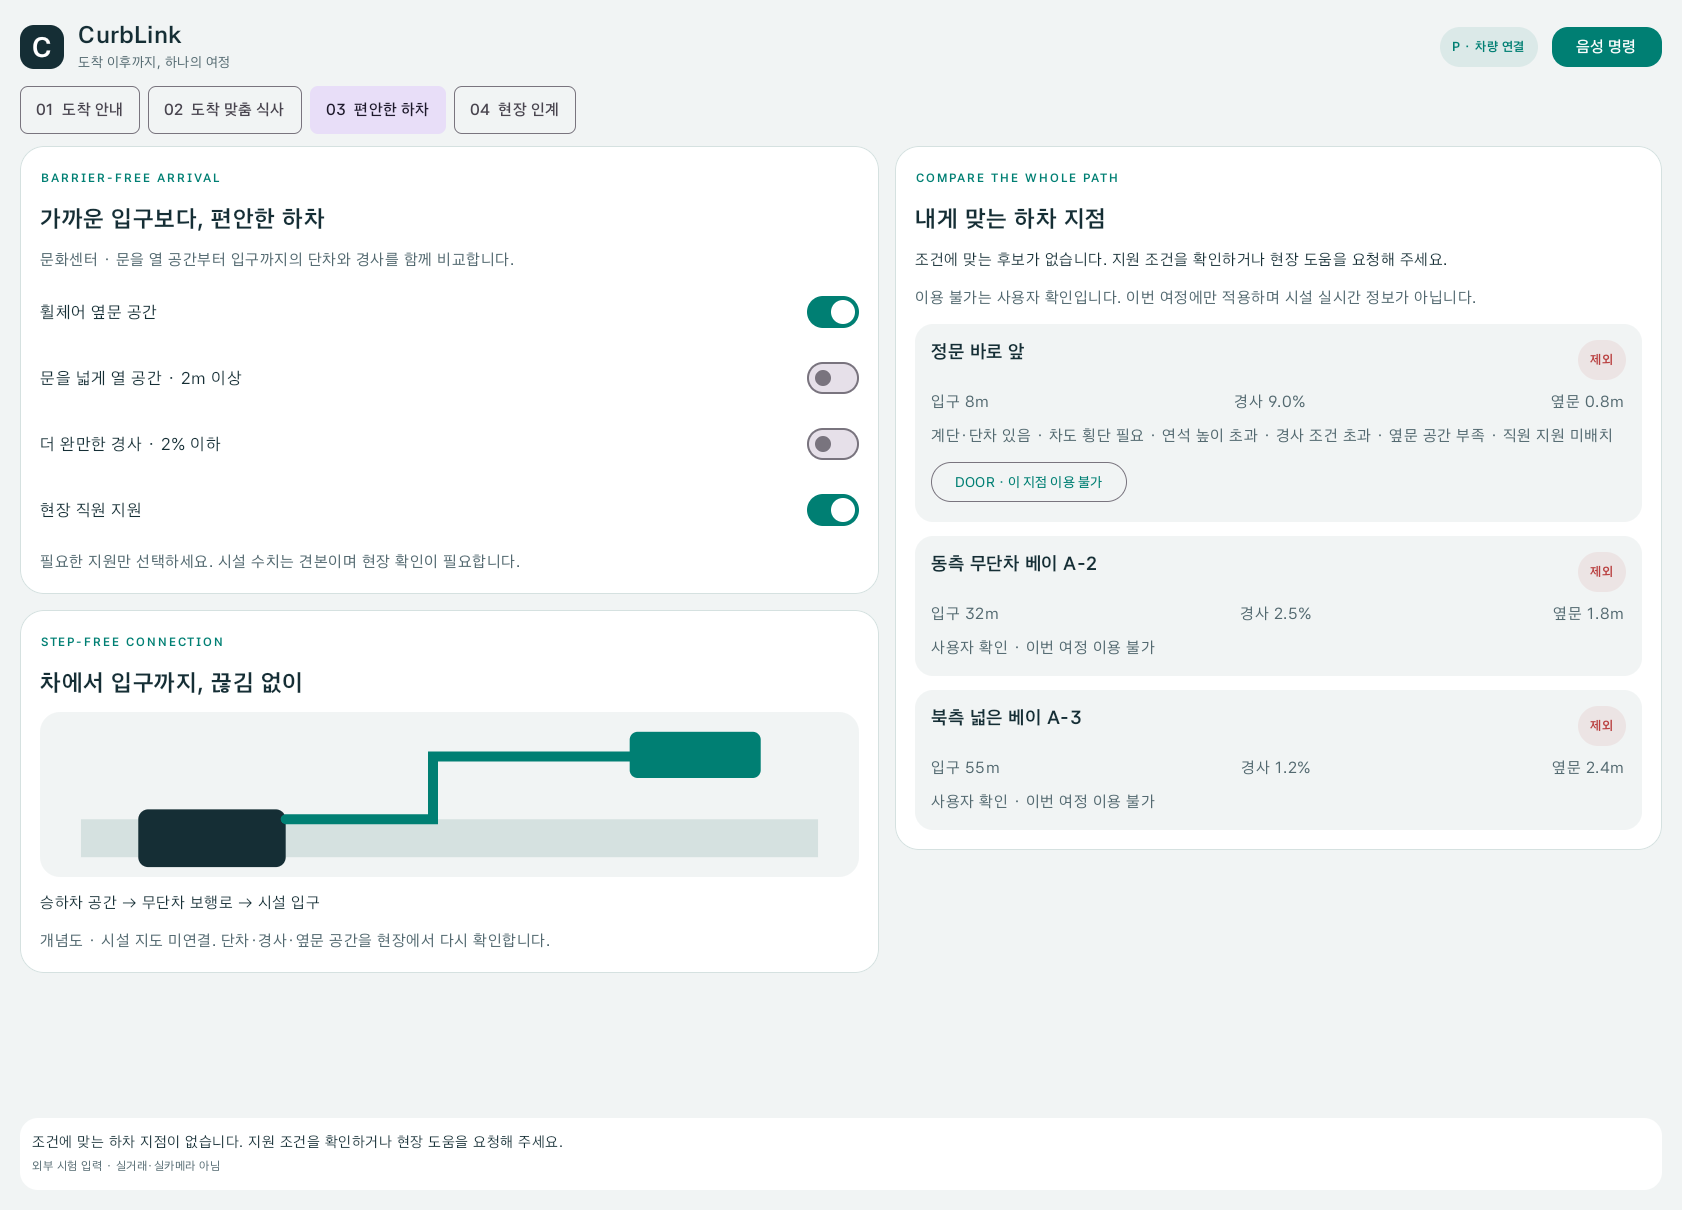 C
CurbLink
도착 이후까지, 하나의 여정
P · 차량 연결
음성 명령
01 도착 안내
02 도착 맞춤 식사
03 편안한 하차
04 현장 인계
BARRIER-FREE ARRIVAL
가까운 입구보다, 편안한 하차
문화센터 · 문을 열 공간부터 입구까지의 단차와 경사를 함께 비교합니다.
휠체어 옆문 공간
문을 넓게 열 공간 · 2m 이상
더 완만한 경사 · 2% 이하
현장 직원 지원
필요한 지원만 선택하세요. 시설 수치는 견본이며 현장 확인이 필요합니다.
STEP-FREE CONNECTION
차에서 입구까지, 끊김 없이
승하차 공간 → 무단차 보행로 → 시설 입구
개념도 · 시설 지도 미연결. 단차·경사·옆문 공간을 현장에서 다시 확인합니다.
COMPARE THE WHOLE PATH
내게 맞는 하차 지점
조건에 맞는 후보가 없습니다. 지원 조건을 확인하거나 현장 도움을 요청해 주세요.
이용 불가는 사용자 확인입니다. 이번 여정에만 적용하며 시설 실시간 정보가 아닙니다.
정문 바로 앞
제외
입구 8m 경사 9.0% 옆문 0.8m
계단·단차 있음 · 차도 횡단 필요 · 연석 높이 초과 · 경사 조건 초과 · 옆문 공간 부족 · 직원 지원 미배치
DOOR · 이 지점 이용 불가
동측 무단차 베이 A-2
제외
입구 32m 경사 2.5% 옆문 1.8m
사용자 확인 · 이번 여정 이용 불가
북측 넓은 베이 A-3
제외
입구 55m 경사 1.2% 옆문 2.4m
사용자 확인 · 이번 여정 이용 불가
조건에 맞는 하차 지점이 없습니다. 지원 조건을 확인하거나 현장 도움을 요청해 주세요.
외부 시험 입력 · 실거래·실카메라 아님